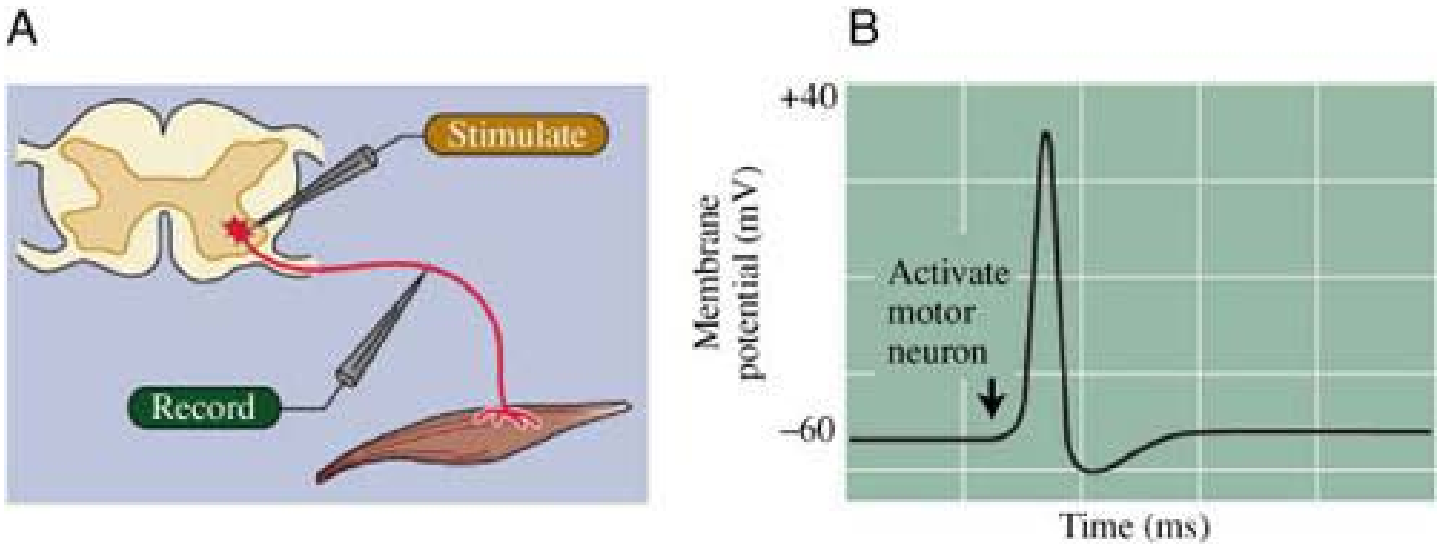 A
Stimulate
Record
B
+40
Membrane
potential (mV)
Activate
motor
neuron
–60
Time (ms)